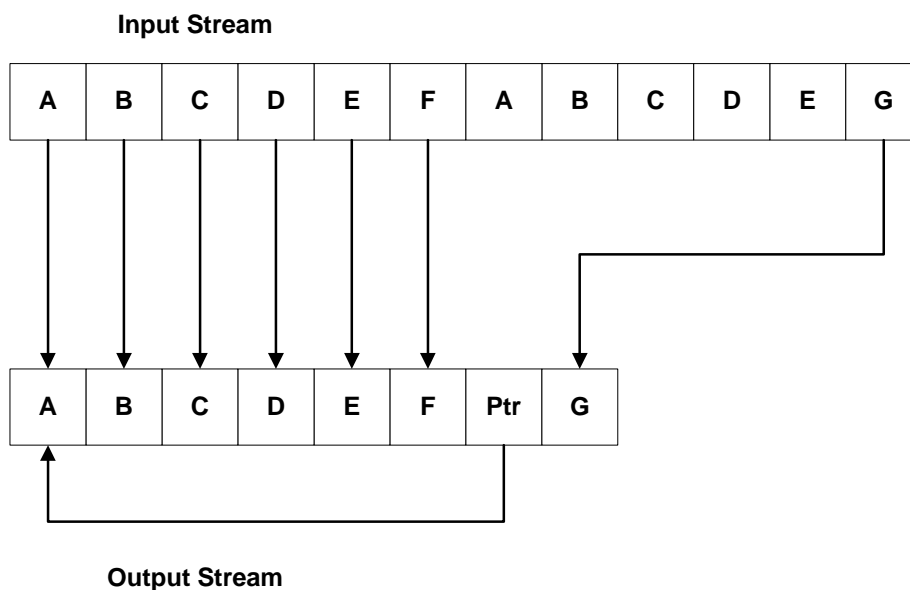 Input Stream
A B C D E F A B C D E G
A B C D E F Ptr G
Output Stream